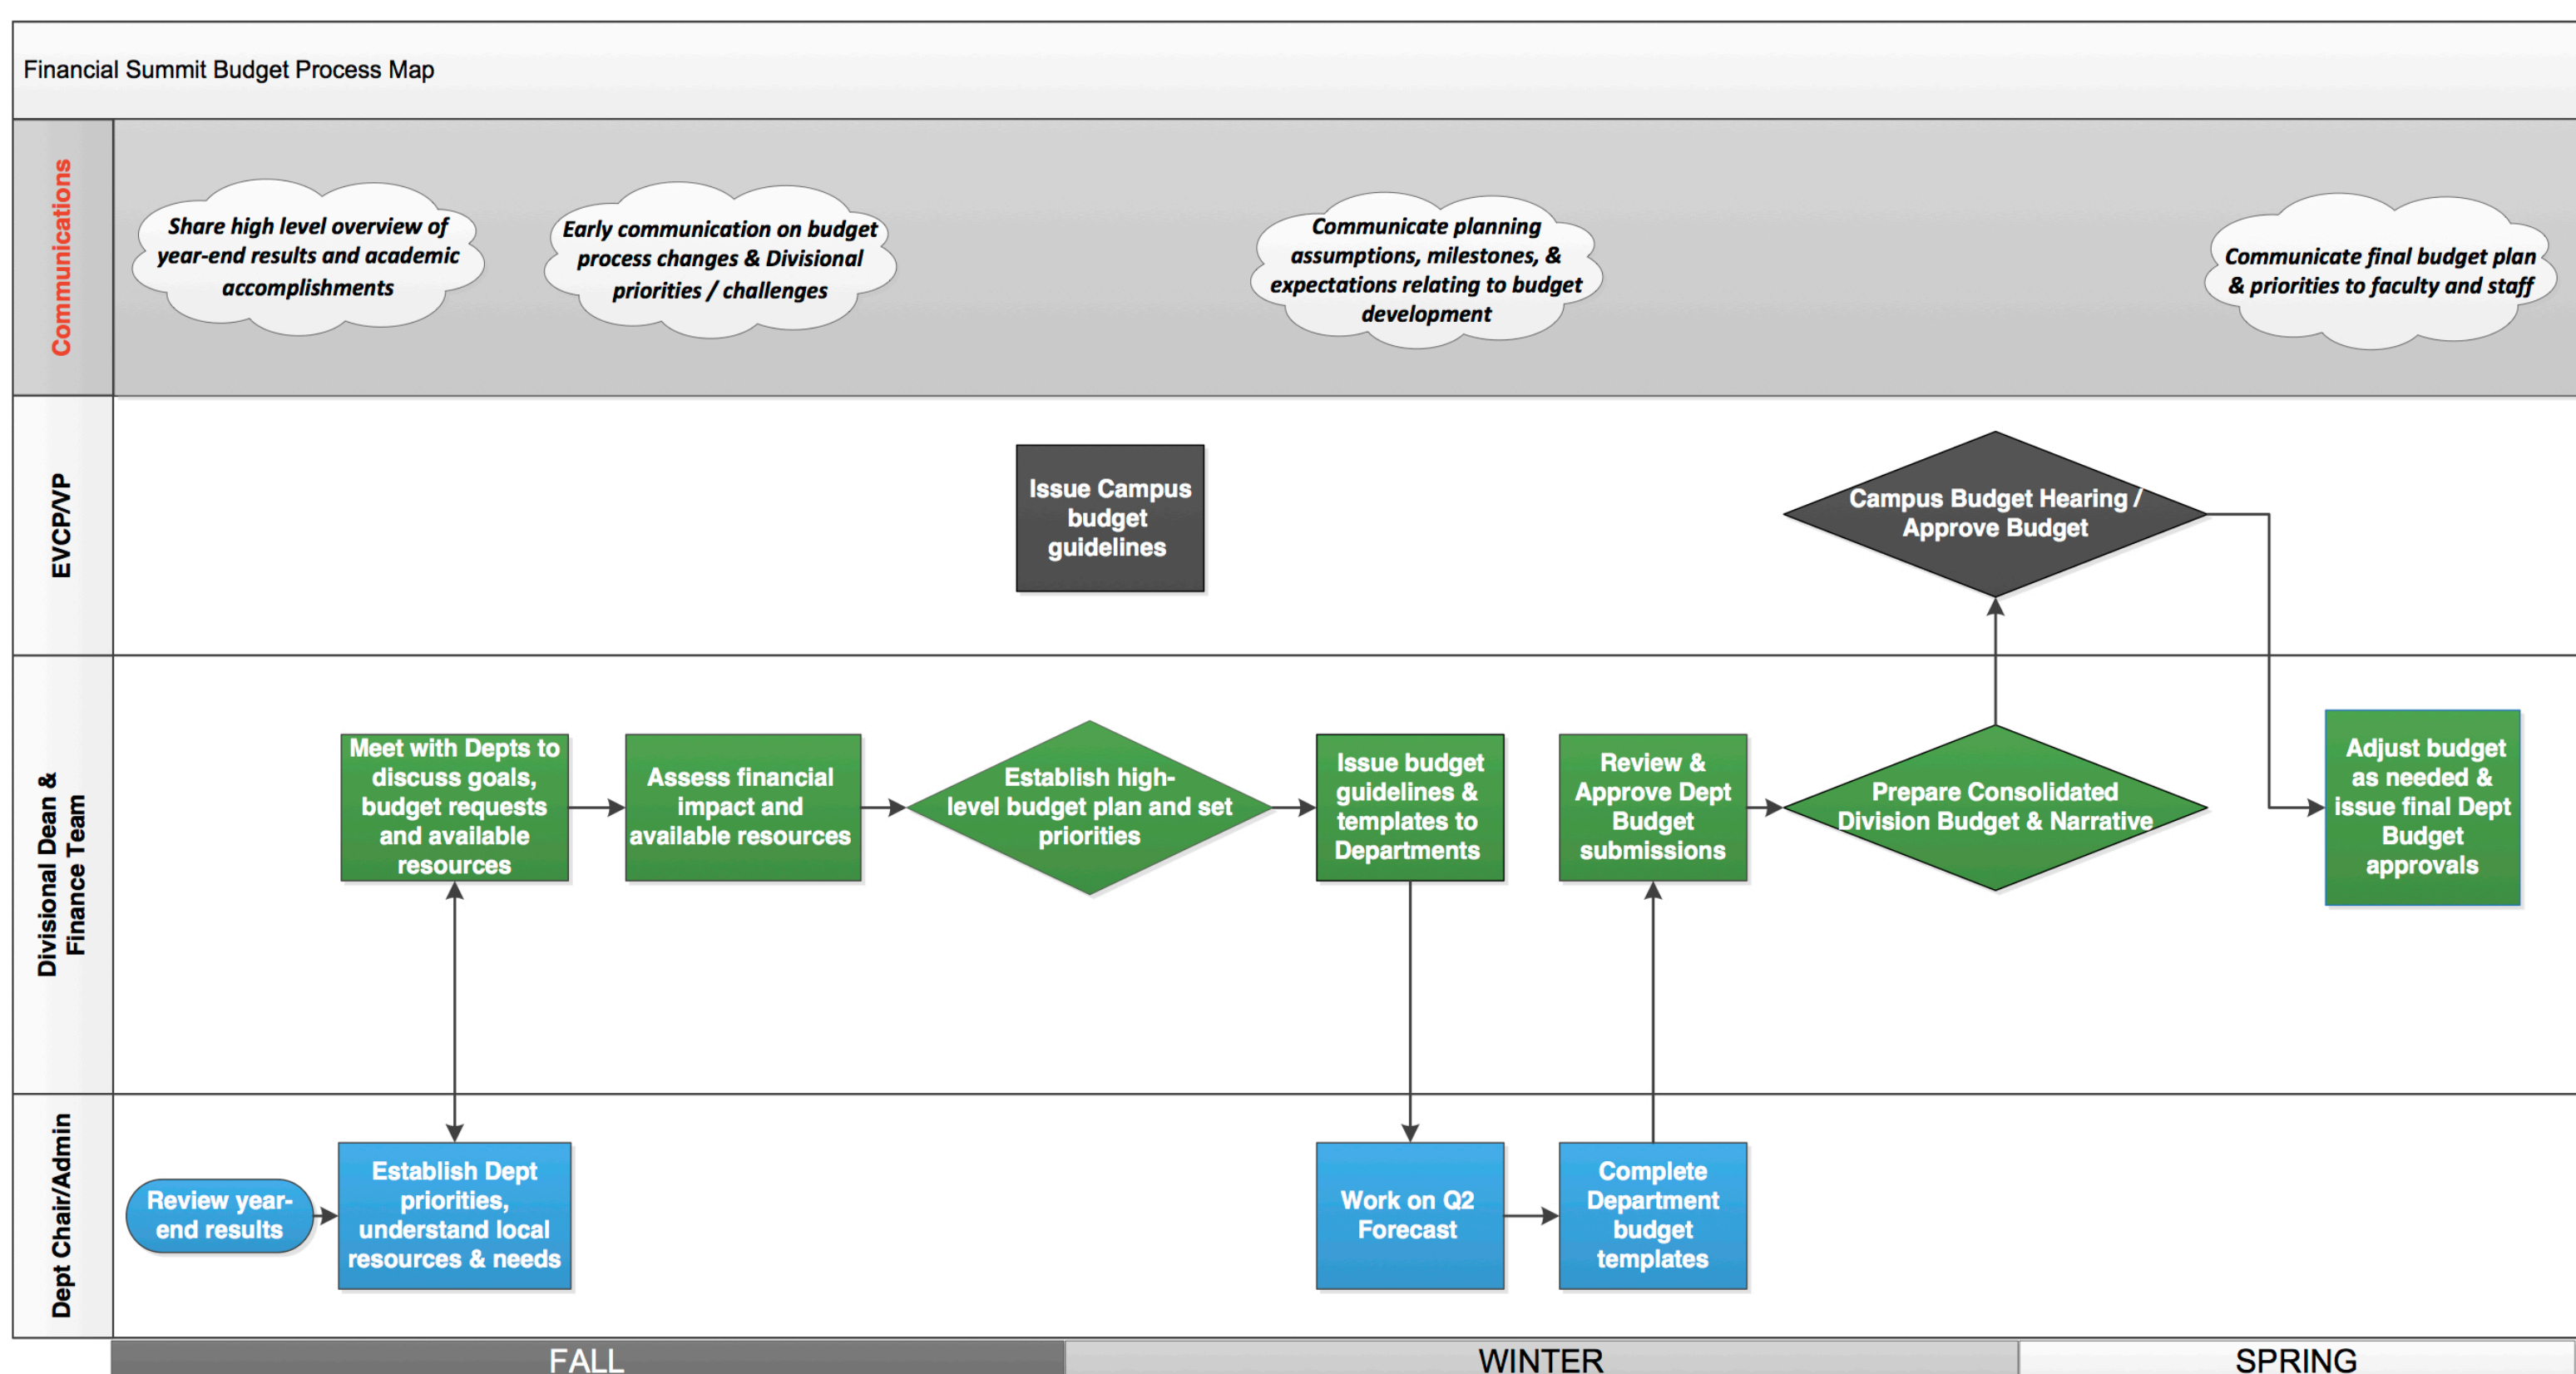 Financial Summit Budget Process Map
Communications
Share high level overview of
year-end results and academic
accomplishments
Early communication on budget
process changes & Divisional
priorities / challenges
Communicate planning
assumptions, milestones, &
expectations relating to budget
development
Communicate final budget plan
& priorities to faculty and staff
EVCP/VP
Issue Campus
budget
guidelines
Campus Budget Hearing /
Approve Budget
Divisional Dean &
Finance Team
Meet with Depts to
discuss goals,
budget requests
and available
resources
Assess financial
impact and
available resources
Establish high-
level budget plan and set
priorities
Issue budget
guidelines &
templates to
Departments
Review &
Approve Dept
Budget
submissions
Prepare Consolidated
Division Budget & Narrative
Adjust budget
as needed &
issue final Dept
Budget
approvals
Dept Chair/Admin
Review year-
end results
Establish Dept
priorities,
understand local
resources & needs
Work on Q2
Forecast
Complete
Department
budget
templates
FALL
WINTER
SPRING